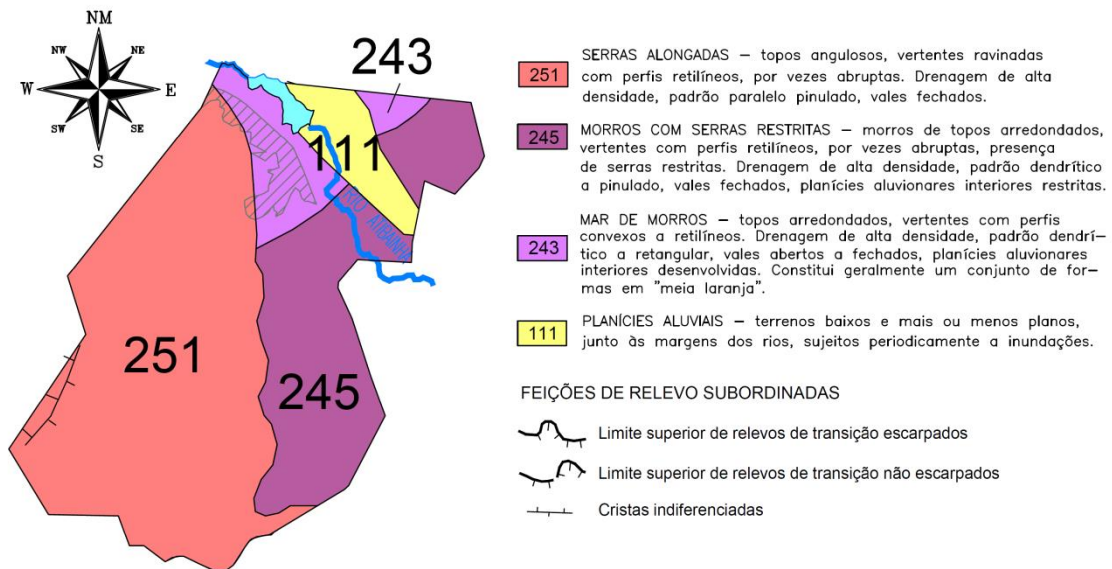 NM
NW
NE
W
E
SW
SE
S
243
111
RIO ATIBAINHA
251
245
251
SERRAS ALONGADAS – topos angulosos, vertentes ravinadas
com perfis retilíneos, por vezes abruptas. Drenagem de alta
densidade, padrão paralelo pinulado, vales fechados.
245
MORROS COM SERRAS RESTRITAS – morros de topos arredondados,
vertentes com perfis retilíneos, por vezes abruptas, presença
de serras restritas. Drenagem de alta densidade, padrão dendrítico
a pinulado, vales fechados, planícies aluvionares interiores restritas.
243
MAR DE MORROS – topos arredondados, vertentes com perfis
convexos a retilíneos. Drenagem de alta densidade, padrão dendrí–
tico a retangular, vales abertos a fechados, planícies aluvionares
interiores desenvolvidas. Constitui geralmente um conjunto de for–
mas em "meia laranja".
111
PLANÍCIES ALUVIAIS – terrenos baixos e mais ou menos planos,
junto às margens dos rios, sujeitos periodicamente a inundações.
FEIÇÕES DE RELEVO SUBORDINADAS
Limite superior de relevos de transição escarpados
Limite superior de relevos de transição não escarpados
Cristas indiferenciadas